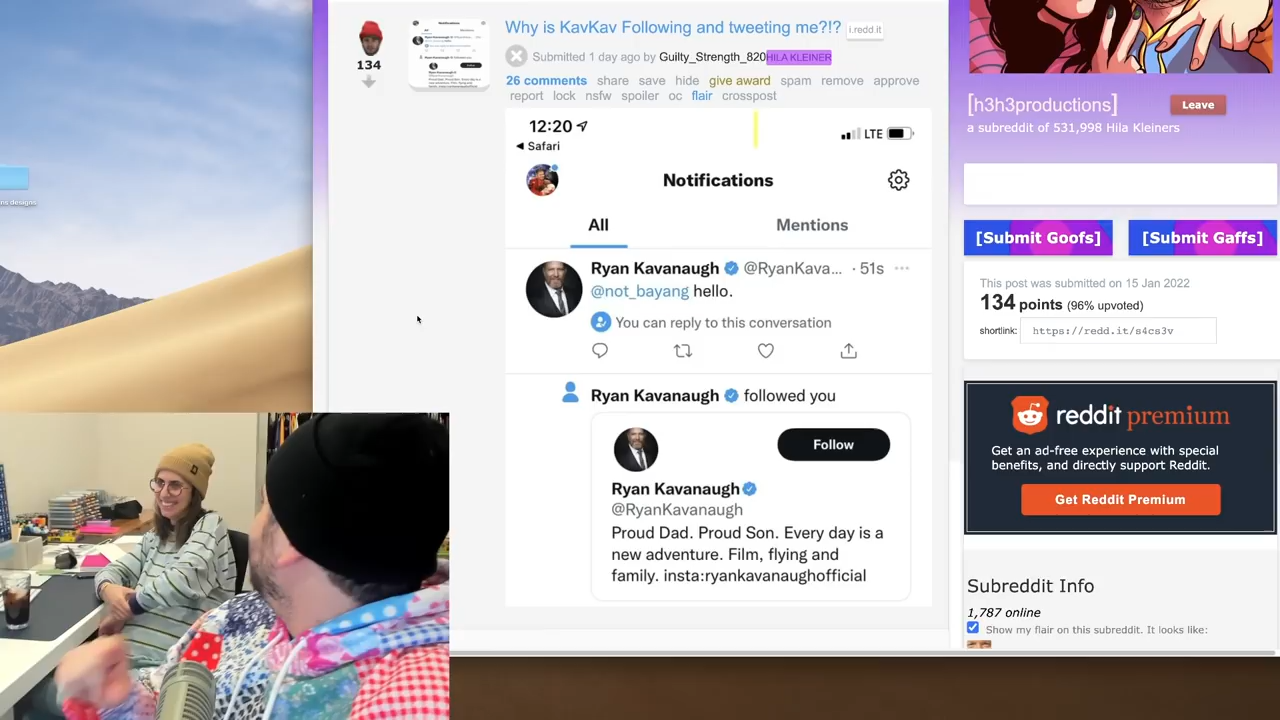 ns designs
134
Notifications
Why is KavKav Following and tweeting me?!?
i.redd.it
Submitted 1 day ago by Guilty_Strength_820 HILA KLEINER
26 comments share save hide give award spam remove approve
report lock nsfw spoiler oc flair crosspost
12:20
LTE
Safari
Notifications
All
Mentions
Ryan Kavanaugh @RyanKava... · 51s
@not_bayang hello.
You can reply to this conversation
Ryan Kavanaugh followed you
Follow
Ryan Kavanaugh
@RyanKavanaugh
Proud Dad. Proud Son. Every day is a
new adventure. Film, flying and
family. insta:ryankavanaughofficial
[h3h3productions]
Leave
a subreddit of 531,998 Hila Kleiners
[Submit Goofs]
[Submit Gaffs]
This post was submitted on 15 Jan 2022
134 points (96% upvoted)
shortlink:
https://redd.it/s4cs3v
reddit premium
Get an ad-free experience with special
benefits, and directly support Reddit.
Get Reddit Premium
Subreddit Info
1,787 online
Show my flair on this subreddit. It looks like: